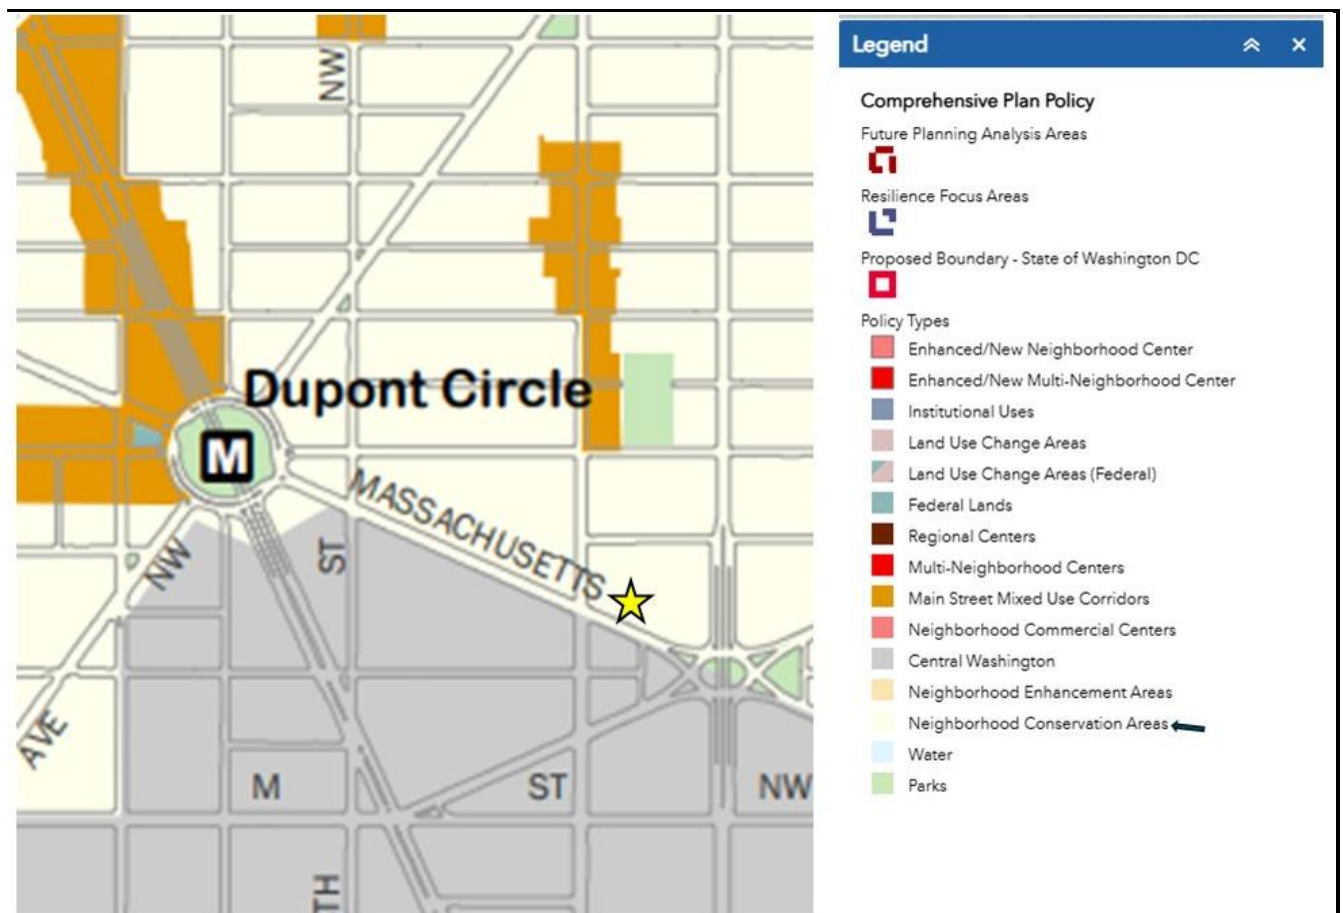 NW
Dupont Circle
M
MASSACHUSETTS
NW
ST
AVE
M
ST
NW
TH
Legend
Comprehensive Plan Policy
Future Planning Analysis Areas
Resilience Focus Areas
Proposed Boundary - State of Washington DC
Policy Types
Enhanced/New Neighborhood Center
Enhanced/New Multi-Neighborhood Center
Institutional Uses
Land Use Change Areas
Land Use Change Areas (Federal)
Federal Lands
Regional Centers
Multi-Neighborhood Centers
Main Street Mixed Use Corridors
Neighborhood Commercial Centers
Central Washington
Neighborhood Enhancement Areas
Neighborhood Conservation Areas
Water
Parks